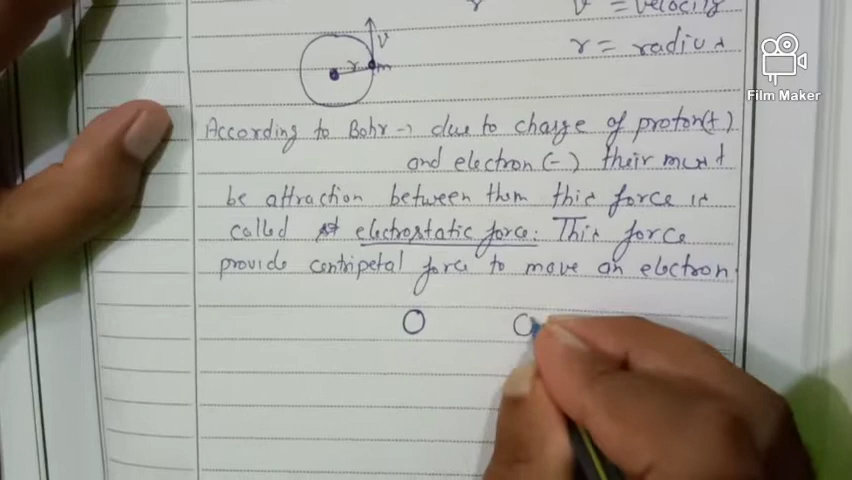 v = velocity
r = radius
v
r
m
According to Bohr → due to charge of proton(+)
and electron (-) their must
be attraction between them this force is
called electrostatic force: This force
provide centripetal force to move an electron.
Film Maker